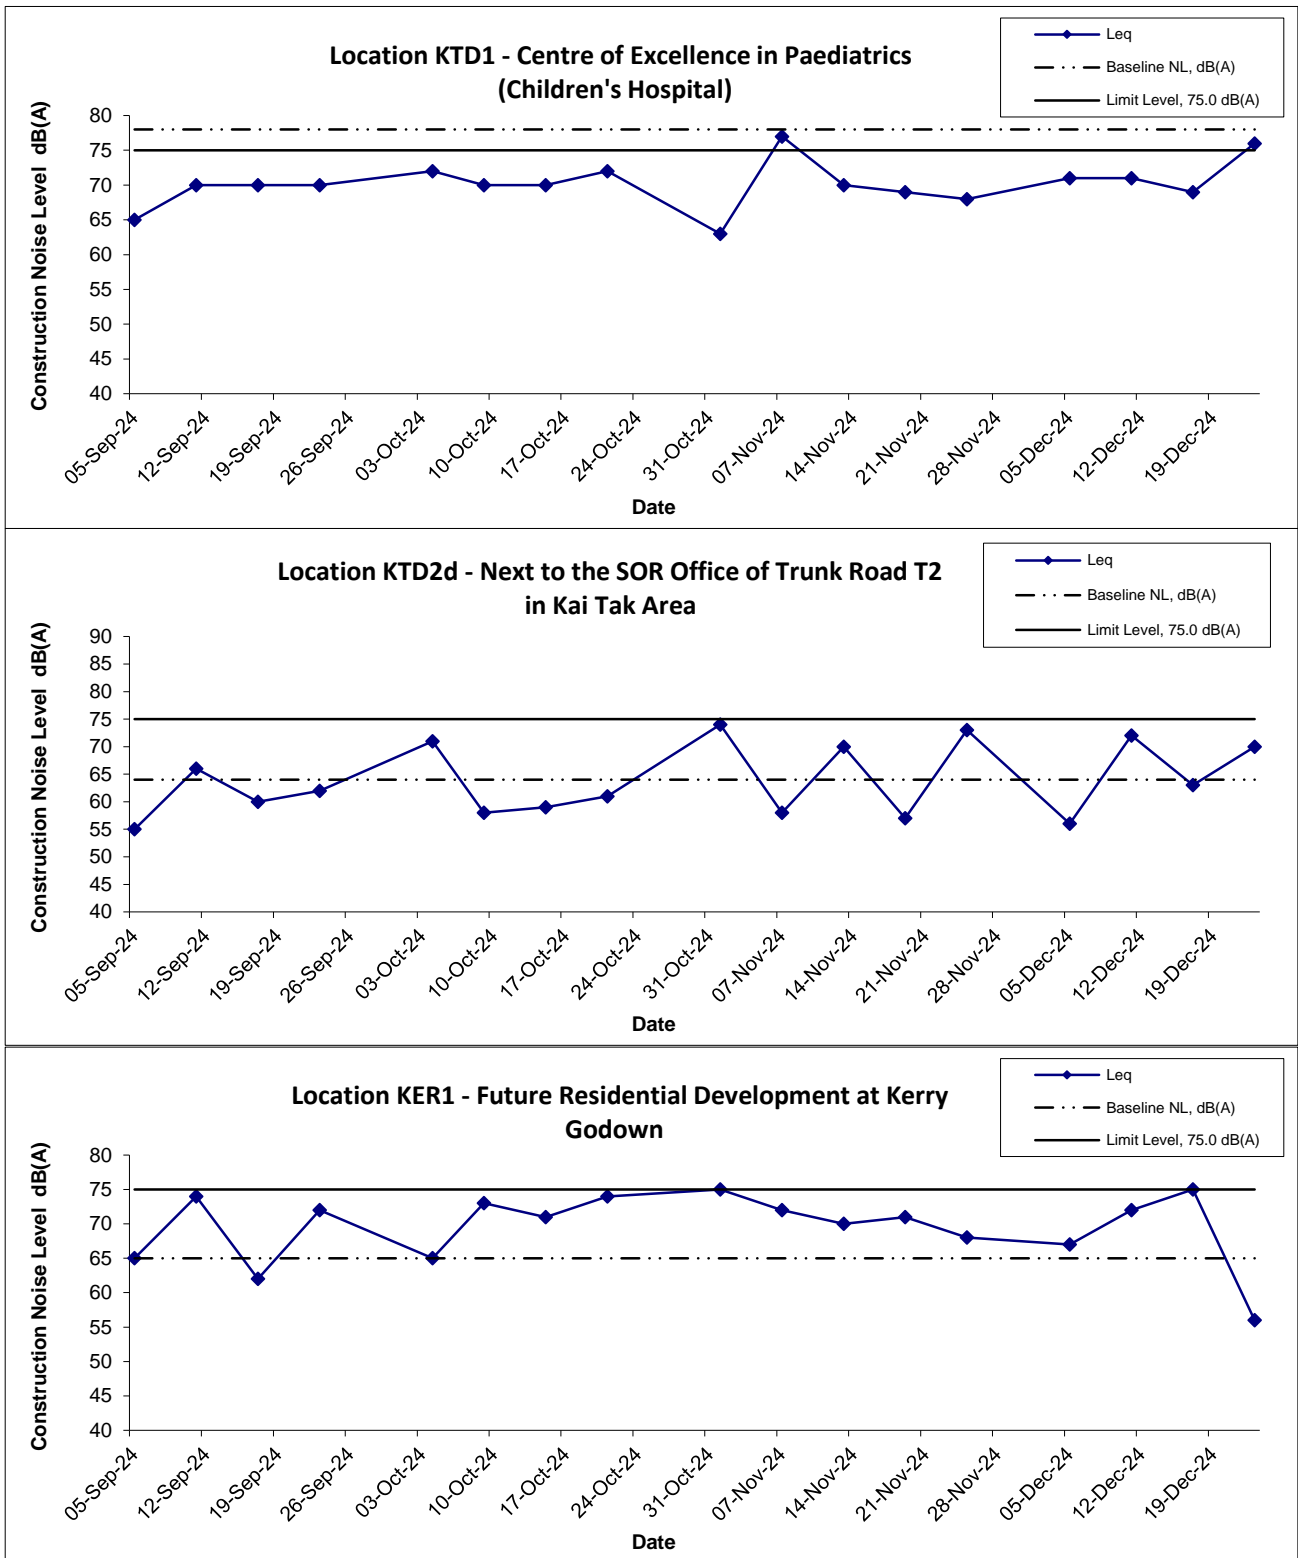 Location KTD1 - Centre of Excellence in Paediatrics
(Children's Hospital)
Leq
Baseline NL, dB(A)
Limit Level, 75.0 dB(A)
Construction Noise Level dB(A)
80
75
70
65
60
55
50
45
40
05-Sep-24
12-Sep-24
19-Sep-24
26-Sep-24
03-Oct-24
10-Oct-24
17-Oct-24
24-Oct-24
31-Oct-24
07-Nov-24
14-Nov-24
21-Nov-24
28-Nov-24
05-Dec-24
12-Dec-24
19-Dec-24
Date
Location KTD2d - Next to the SOR Office of Trunk Road T2
in Kai Tak Area
Leq
Baseline NL, dB(A)
Limit Level, 75.0 dB(A)
Construction Noise Level dB(A)
90
85
80
75
70
65
60
55
50
45
40
05-Sep-24
12-Sep-24
19-Sep-24
26-Sep-24
03-Oct-24
10-Oct-24
17-Oct-24
24-Oct-24
31-Oct-24
07-Nov-24
14-Nov-24
21-Nov-24
28-Nov-24
05-Dec-24
12-Dec-24
19-Dec-24
Date
Location KER1 - Future Residential Development at Kerry
Godown
Leq
Baseline NL, dB(A)
Limit Level, 75.0 dB(A)
Construction Noise Level dB(A)
80
75
70
65
60
55
50
45
40
05-Sep-24
12-Sep-24
19-Sep-24
26-Sep-24
03-Oct-24
10-Oct-24
17-Oct-24
24-Oct-24
31-Oct-24
07-Nov-24
14-Nov-24
21-Nov-24
28-Nov-24
05-Dec-24
12-Dec-24
19-Dec-24
Date